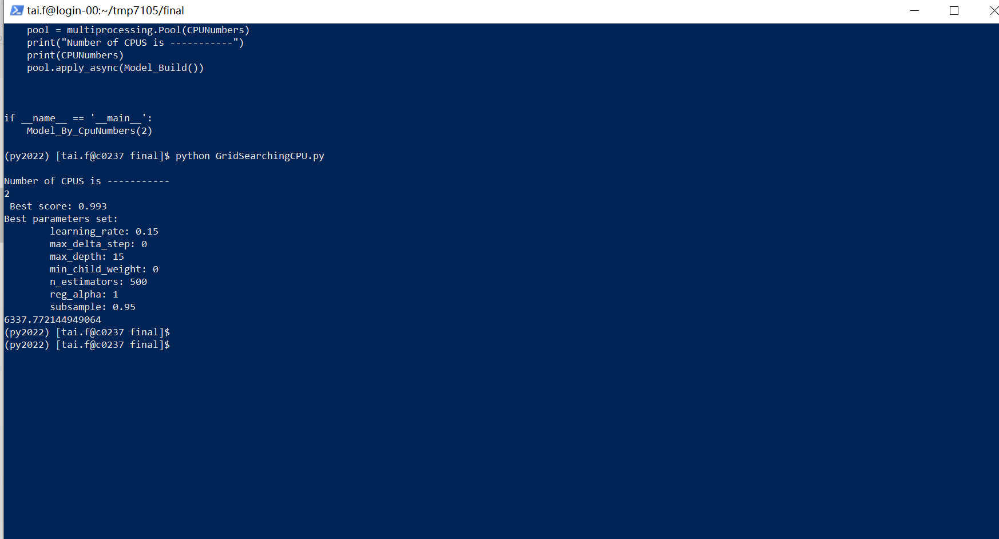 tai.f@login-00:~/tmp7105/final
    pool = multiprocessing.Pool(CPUNumbers)
    print("Number of CPUS is -----------")
    print(CPUNumbers)
    pool.apply_async(Model_Build())
if __name__ == '__main__':
    Model_By_CpuNumbers(2)
(py2022) [tai.f@c0237 final]$ python GridSearchingCPU.py
Number of CPUS is -----------
2
 Best score: 0.993
Best parameters set:
        learning_rate: 0.15
        max_delta_step: 0
        max_depth: 15
        min_child_weight: 0
        n_estimators: 500
        reg_alpha: 1
        subsample: 0.95
6337.772144949064
(py2022) [tai.f@c0237 final]$
(py2022) [tai.f@c0237 final]$